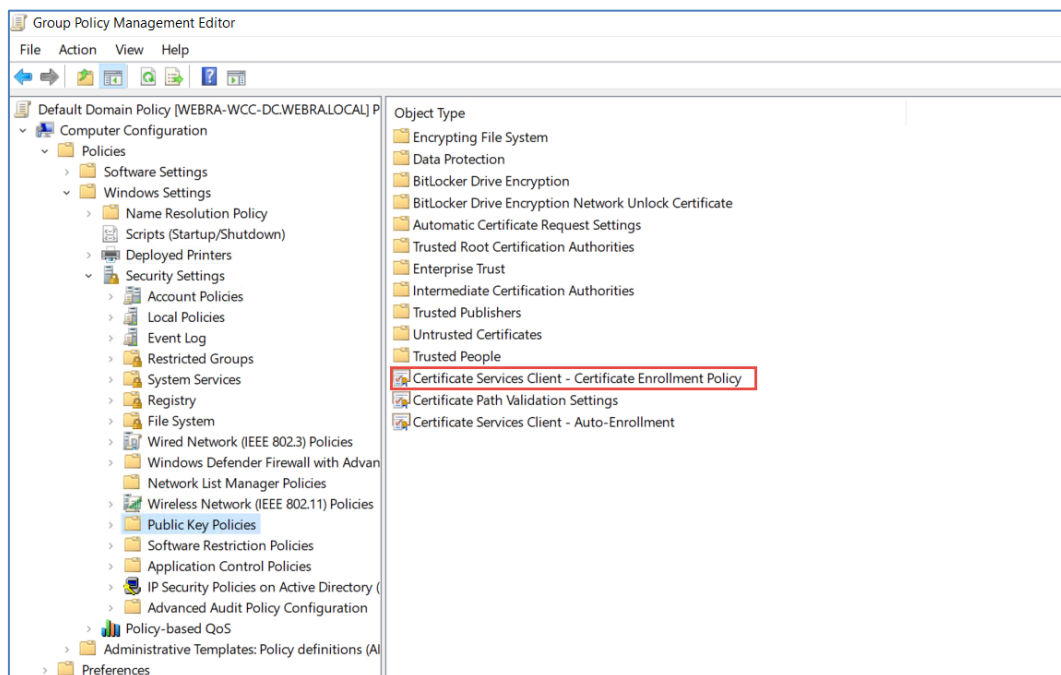 Group Policy Management Editor
File Action View Help
Default Domain Policy [WEBRA-WCC-DC.WEBRA.LOCAL] P
Computer Configuration
Policies
Software Settings
Windows Settings
Name Resolution Policy
Scripts (Startup/Shutdown)
Deployed Printers
Security Settings
Account Policies
Local Policies
Event Log
Restricted Groups
System Services
Registry
File System
Wired Network (IEEE 802.3) Policies
Windows Defender Firewall with Advan
Network List Manager Policies
Wireless Network (IEEE 802.11) Policies
Public Key Policies
Software Restriction Policies
Application Control Policies
IP Security Policies on Active Directory (
Advanced Audit Policy Configuration
Policy-based QoS
Administrative Templates: Policy definitions (Al
Preferences
Object Type
Encrypting File System
Data Protection
BitLocker Drive Encryption
BitLocker Drive Encryption Network Unlock Certificate
Automatic Certificate Request Settings
Trusted Root Certification Authorities
Enterprise Trust
Intermediate Certification Authorities
Trusted Publishers
Untrusted Certificates
Trusted People
Certificate Services Client - Certificate Enrollment Policy
Certificate Path Validation Settings
Certificate Services Client - Auto-Enrollment